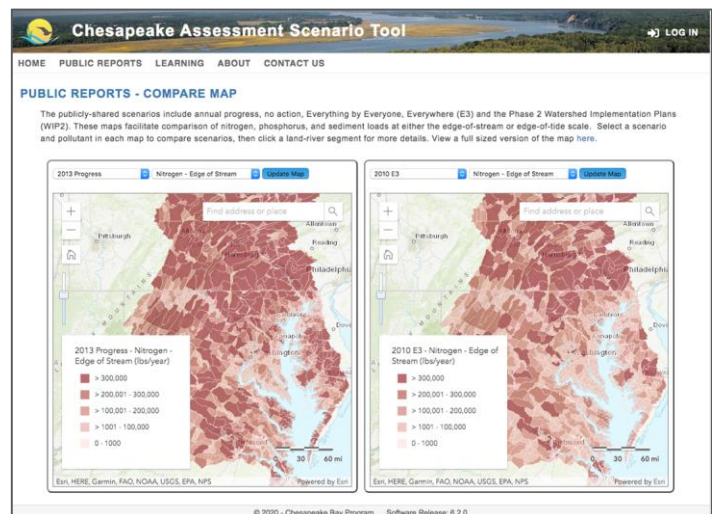 Chesapeake Assessment Scenario Tool
LOG IN
HOME PUBLIC REPORTS LEARNING ABOUT CONTACT US
PUBLIC REPORTS - COMPARE MAP
The publicly-shared scenarios include annual progress, no action, Everything by Everyone, Everywhere (E3) and the Phase 2 Watershed Implementation Plans
(WIP2). These maps facilitate comparison of nitrogen, phosphorus, and sediment loads at either the edge-of-stream or edge-of-tide scale. Select a scenario
and pollutant in each map to compare scenarios, then click a land-river segment for more details. View a full sized version of the map here.
2013 Progress Nitrogen - Edge of Stream Update Map
+
Find address or place
−
Pittsburgh
Allentown
Reading
Philadelphia
2013 Progress - Nitrogen -
Edge of Stream (lbs/year)
> 300,000
> 200,001 - 300,000
> 100,001 - 200,000
> 1001 - 100,000
0 - 1000
30 60 mi
Esri, HERE, Garmin, FAO, NOAA, USGS, EPA, NPS
Powered by Esri
2010 E3 Nitrogen - Edge of Stream Update Map
+
Find address or place
−
Pittsburgh
Allentown
Reading
Philadelphia
2010 E3 - Nitrogen - Edge of
Stream (lbs/year)
> 300,000
> 200,001 - 300,000
> 100,001 - 200,000
> 1001 - 100,000
0 - 1000
30 60 mi
Esri, HERE, Garmin, FAO, NOAA, USGS, EPA, NPS
Powered by Esri
© 2020 - Chesapeake Bay Program Software Release: 6.2.0